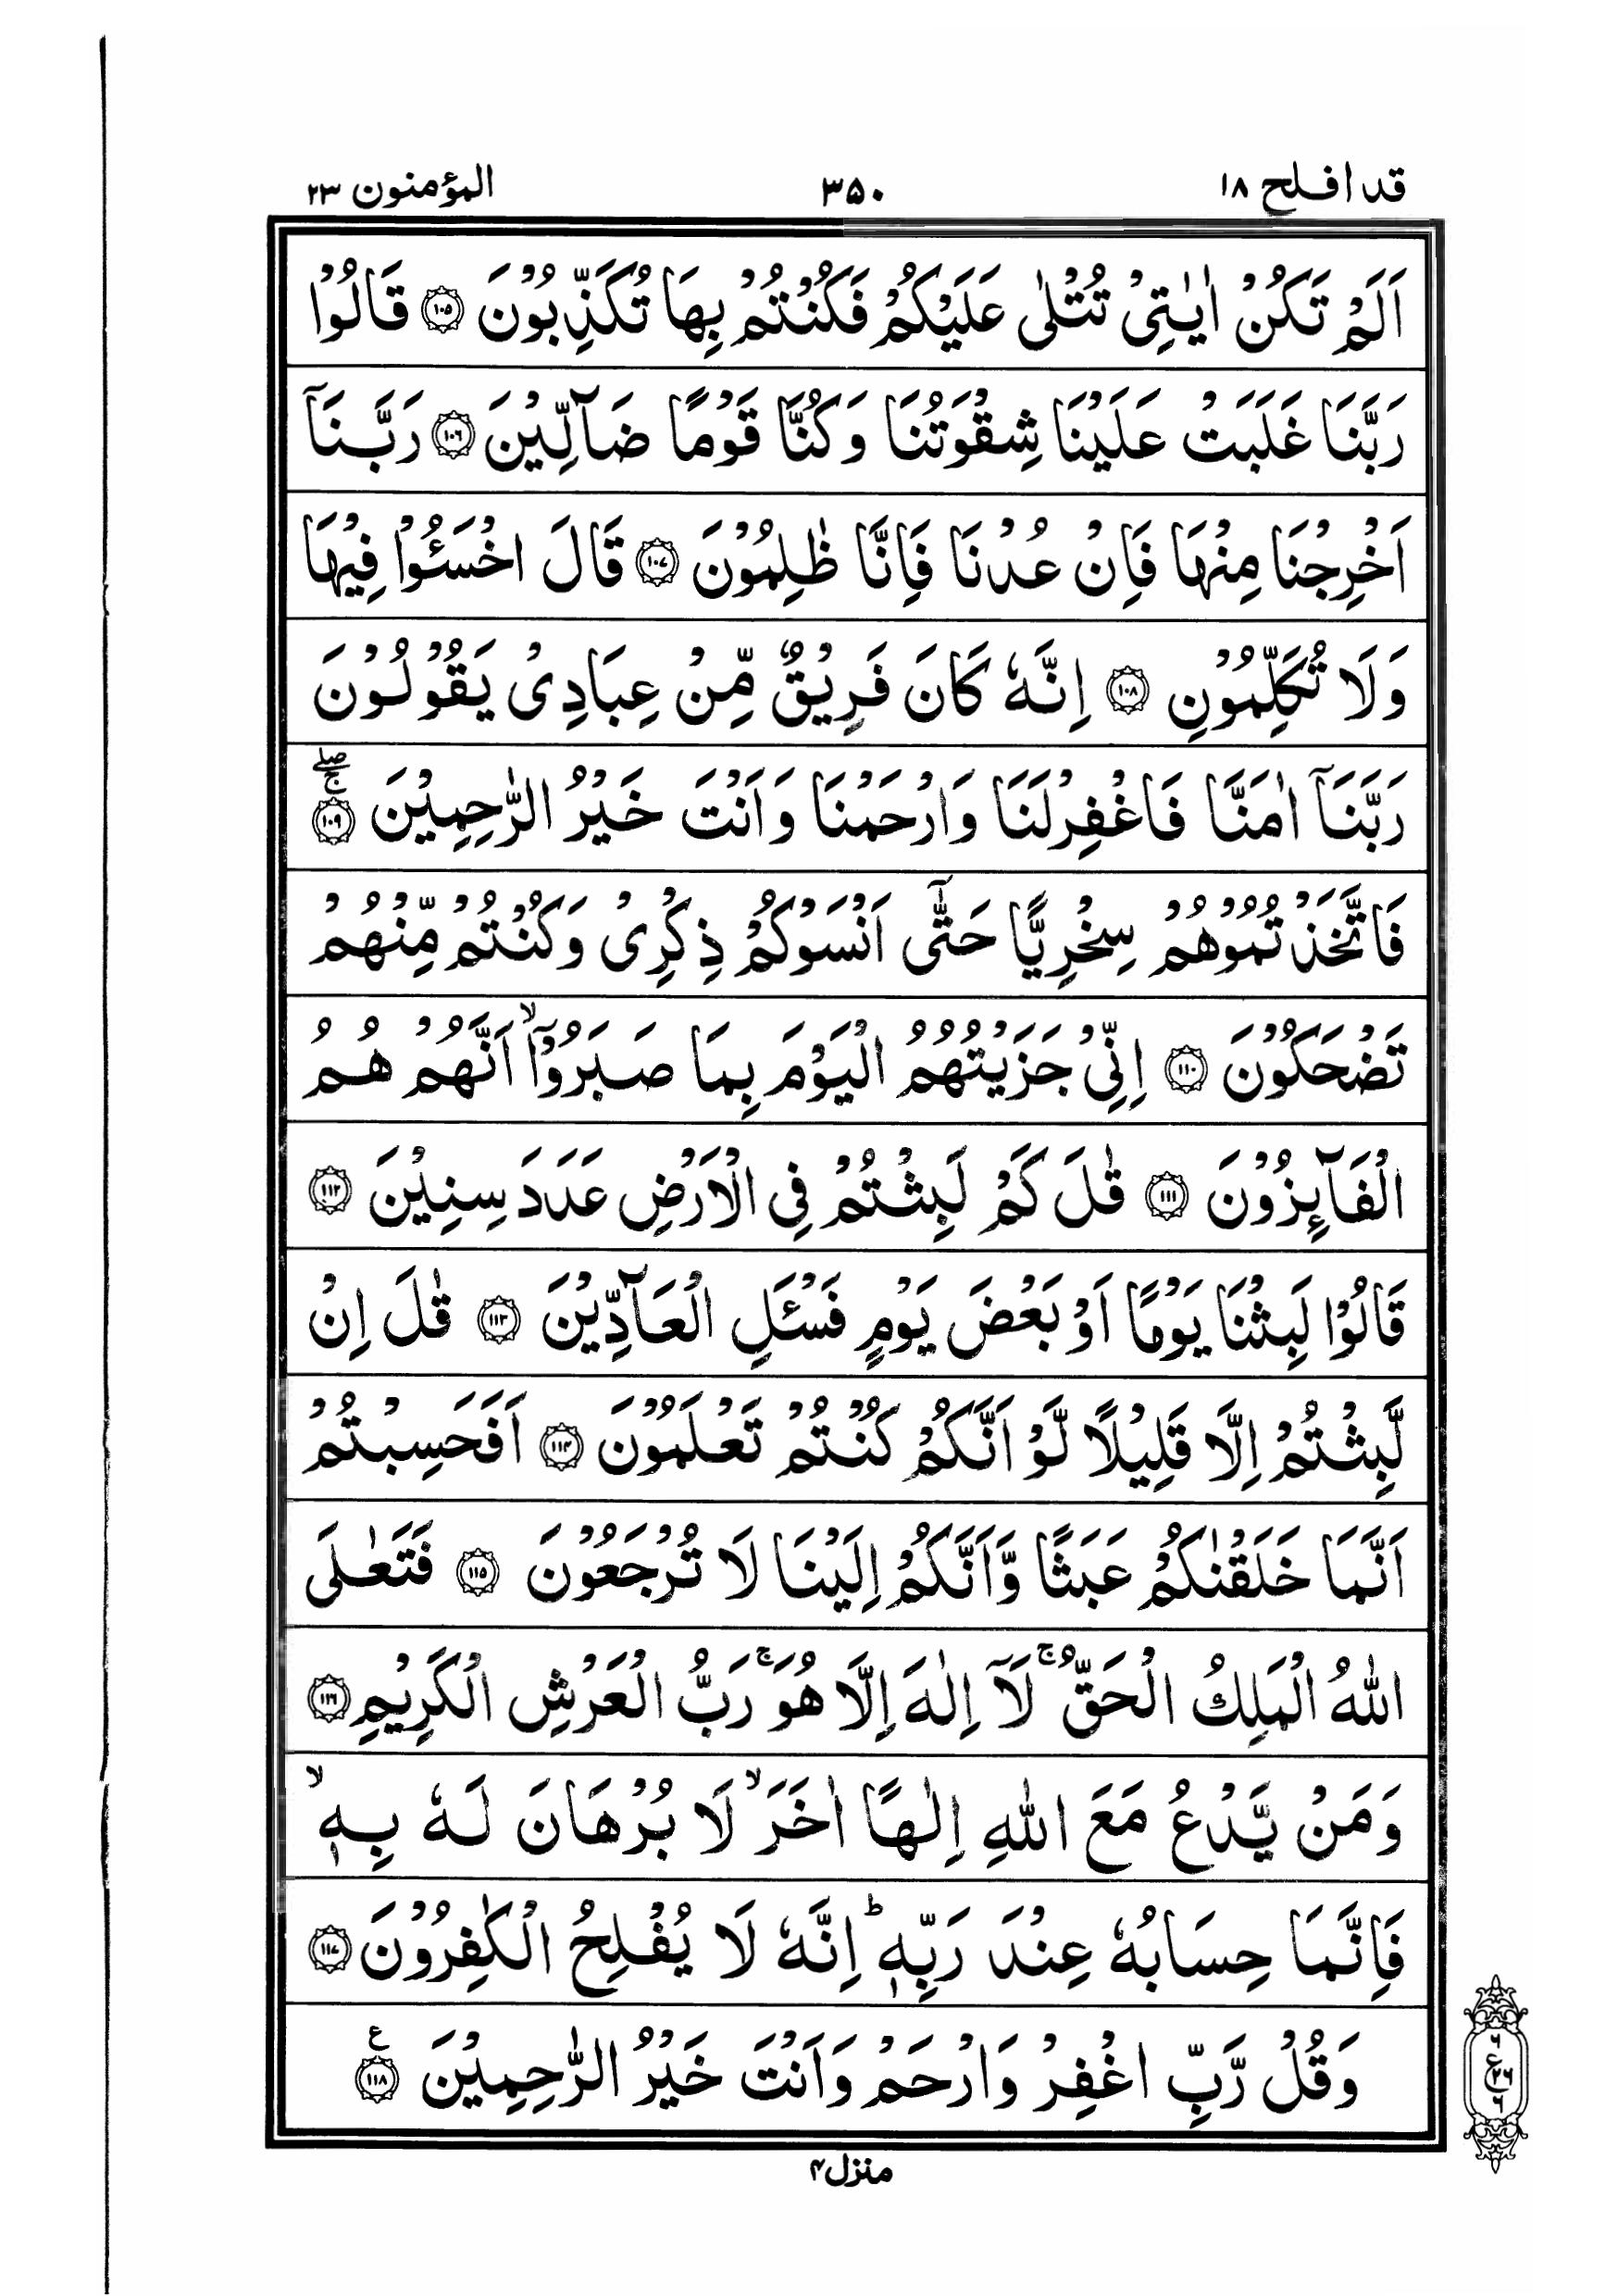 قد افلح ١٨
٣٥٠
المؤمنون ٢٣
اَلَمْ تَكُنْ اٰيٰتِىْ تُتْلٰى عَلَيْكُمْ فَكُنْتُمْ بِهَا تُكَذِّبُوْنَ ١٠٥ قَالُوْا
رَبَّنَا غَلَبَتْ عَلَيْنَا شِقْوَتُنَا وَكُنَّا قَوْمًا ضَآلِّيْنَ ١٠٦ رَبَّنَآ
اَخْرِجْنَا مِنْهَا فَاِنْ عُدْنَا فَاِنَّا ظٰلِمُوْنَ ١٠٧ قَالَ اخْسَـُٔوْا فِيْهَا
وَلَا تُكَلِّمُوْنِ ١٠٨ اِنَّهٗ كَانَ فَرِيْقٌ مِّنْ عِبَادِىْ يَقُوْلُوْنَ
رَبَّنَآ اٰمَنَّا فَاغْفِرْلَنَا وَارْحَمْنَا وَاَنْتَ خَيْرُ الرّٰحِمِيْنَ ١٠٩ ۖۚ
فَاتَّخَذْتُمُوْهُمْ سِخْرِيًّا حَتّٰٓى اَنْسَوْكُمْ ذِكْرِىْ وَكُنْتُمْ مِّنْهُمْ
تَضْحَكُوْنَ ١١٠ اِنِّىْ جَزَيْتُهُمُ الْيَوْمَ بِمَا صَبَرُوْٓا ۙ اَنَّهُمْ هُمُ
الْفَآئِزُوْنَ ١١١ قٰلَ كَمْ لَبِثْتُمْ فِى الْاَرْضِ عَدَدَ سِنِيْنَ ١١٢
قَالُوْا لَبِثْنَا يَوْمًا اَوْ بَعْضَ يَوْمٍ فَسْـَٔلِ الْعَآدِّيْنَ ١١٣ قٰلَ اِنْ
لَّبِثْتُمْ اِلَّا قَلِيْلًا لَّوْ اَنَّكُمْ كُنْتُمْ تَعْلَمُوْنَ ١١٤ اَفَحَسِبْتُمْ
اَنَّمَا خَلَقْنٰكُمْ عَبَثًا وَّاَنَّكُمْ اِلَيْنَا لَا تُرْجَعُوْنَ ١١٥ فَتَعٰلَى
اللّٰهُ الْمَلِكُ الْحَقُّ ۚ لَآ اِلٰهَ اِلَّا هُوَ ۚ رَبُّ الْعَرْشِ الْكَرِيْمِ ١١٦
وَمَنْ يَّدْعُ مَعَ اللّٰهِ اِلٰهًا اٰخَرَ ۙ لَا بُرْهَانَ لَهٗ بِهٖ ۙ
فَاِنَّمَا حِسَابُهٗ عِنْدَ رَبِّهٖ ؕ اِنَّهٗ لَا يُفْلِحُ الْكٰفِرُوْنَ ١١٧
وَقُلْ رَّبِّ اغْفِرْ وَارْحَمْ وَاَنْتَ خَيْرُ الرّٰحِمِيْنَ ١١٨ ع
٦
ع ٢٦
٦
منزل ٤